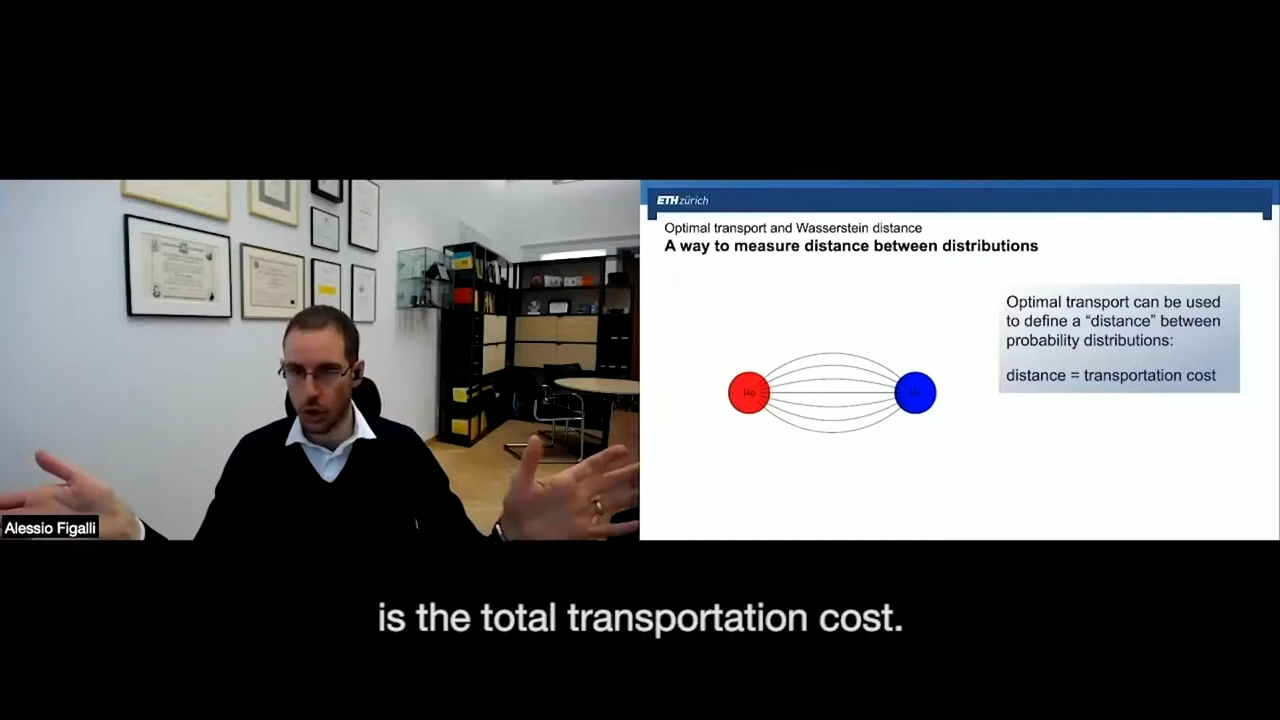 ETH zürich
Optimal transport and Wasserstein distance
A way to measure distance between distributions
Optimal transport can be used
to define a “distance” between
probability distributions:
distance = transportation cost
Alessio Figalli
is the total transportation cost.